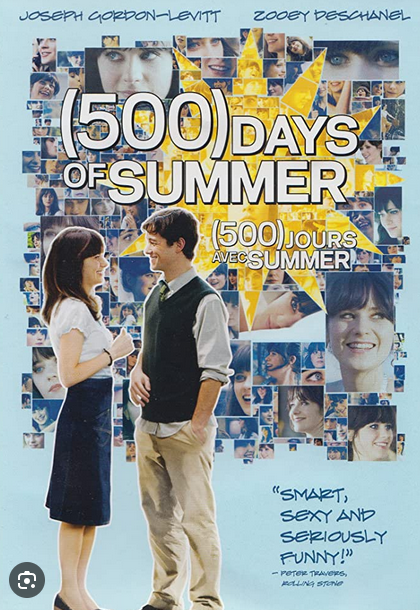 JOSEPH GORDON-LEVITT ZOOEY DESCHANEL
(500)DAYS
OF SUMMER
(500)JOURS
AVEC SUMMER
"SMART,
SEXY AND
SERIOUSLY
FUNNY!"
– PETER TRAVERS,
ROLLING STONE